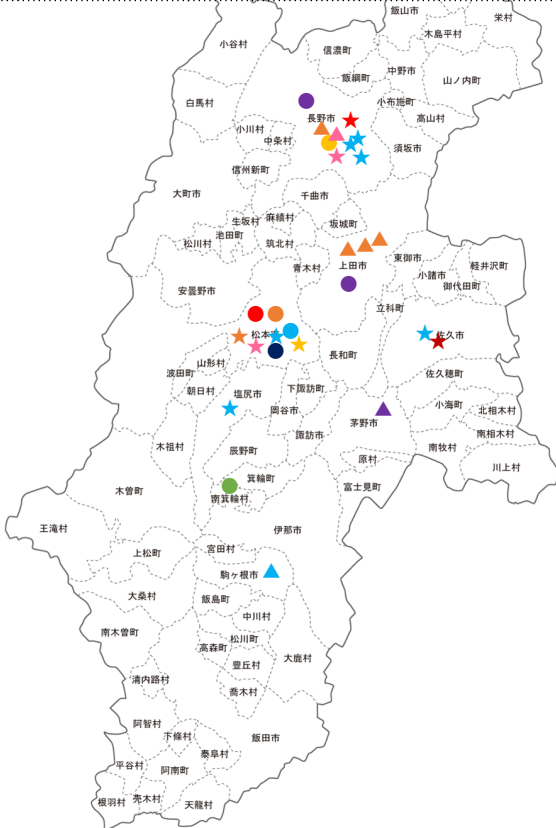 飯山市
栄村
木島平村
小谷村
信濃町
中野市
飯綱町
山ノ内町
白馬村
小布施町
長野市
高山村
小川村
中条村
須坂市
信州新町
大町市
千曲市
麻績村
生坂村
坂城町
池田町
松川村
筑北村
東御市
青木村
上田市
軽井沢町
小諸市
御代田町
安曇野市
立科町
松本
佐久市
長和町
山形村
波田町
佐久穂町
朝日村
塩尻市
下諏訪町
小海町
岡谷市
北相木村
茅野市
諏訪市
南相木村
木祖村
辰野町
南牧村
原村
川上村
箕輪町
木曽町
富士見町
南箕輪村
王滝村
伊那市
宮田村
上松町
駒ヶ根市
大桑村
飯島町
中川村
南木曽町
松川町
高森町
大鹿村
豊丘村
清内路村
喬木村
阿智村
下條村
飯田市
泰阜村
平谷村
阿南町
売木村
根羽村
天龍村